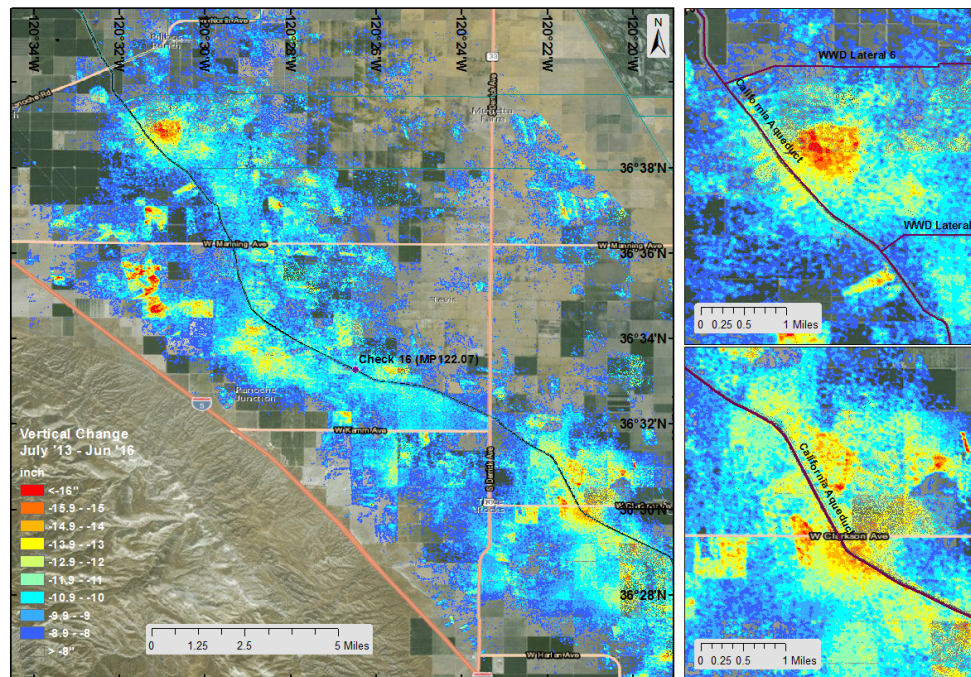 120°34'W
120°32'W
120°30'W
120°28'W
120°26'W
120°24'W
120°22'W
120°20'W
W North Ave
N
33
36°38'N
W Manning Ave
W Manning Ave
36°36'N
36°34'N
Check 16 (MP122.07)
Panoche
Junction
5
W Kamm Ave
36°32'N
36°30'N
36°28'N
W Harlan Ave
Vertical Change
July '13 - Jun '16
inch
<-16"
-15.9 - -15
-14.9 - -14
-13.9 - -13
-12.9 - -12
-11.9 - -11
-10.9 - -10
-9.9 - -9
-8.9 - -8
> -8"
0 1.25 2.5 5 Miles
WWD Lateral 6
California Aqueduct
WWD Lateral
0 0.25 0.5 1 Miles
California Aqueduct
W Clarkson Ave
0 0.25 0.5 1 Miles